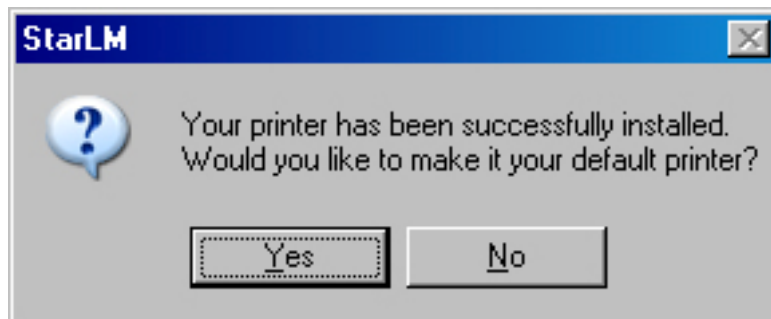 StarLM
Your printer has been successfully installed.
Would you like to make it your default printer?
Yes
No